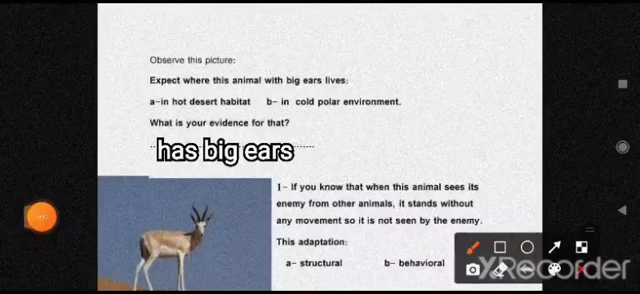 Observe this picture:
Expect where this animal with big ears lives:
a-in hot desert habitat b- in cold polar environment.
What is your evidence for that?
has big ears
1- If you know that when this animal sees its
enemy from other animals, it stands without
any movement so it is not seen by the enemy.
This adaptation:
a- structural b- behavioral
XRecorder